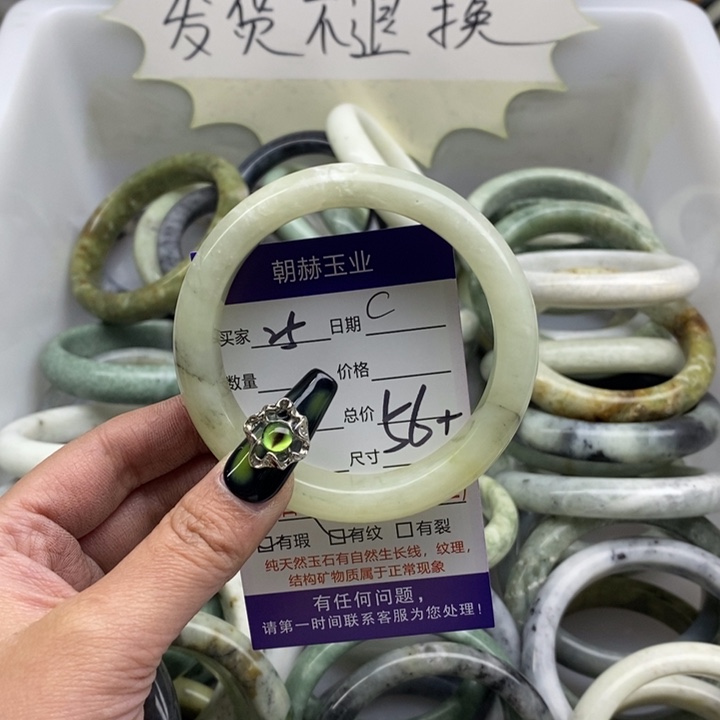 发货不退换
朝赫玉业
买家 25 日期 C
数量 价格
总价 56+
尺寸
有瑕 有纹 有裂
纯天然玉石有自然生长线，纹理，
结构矿物质属于正常现象
有任何问题，
请第一时间联系客服为您处理！